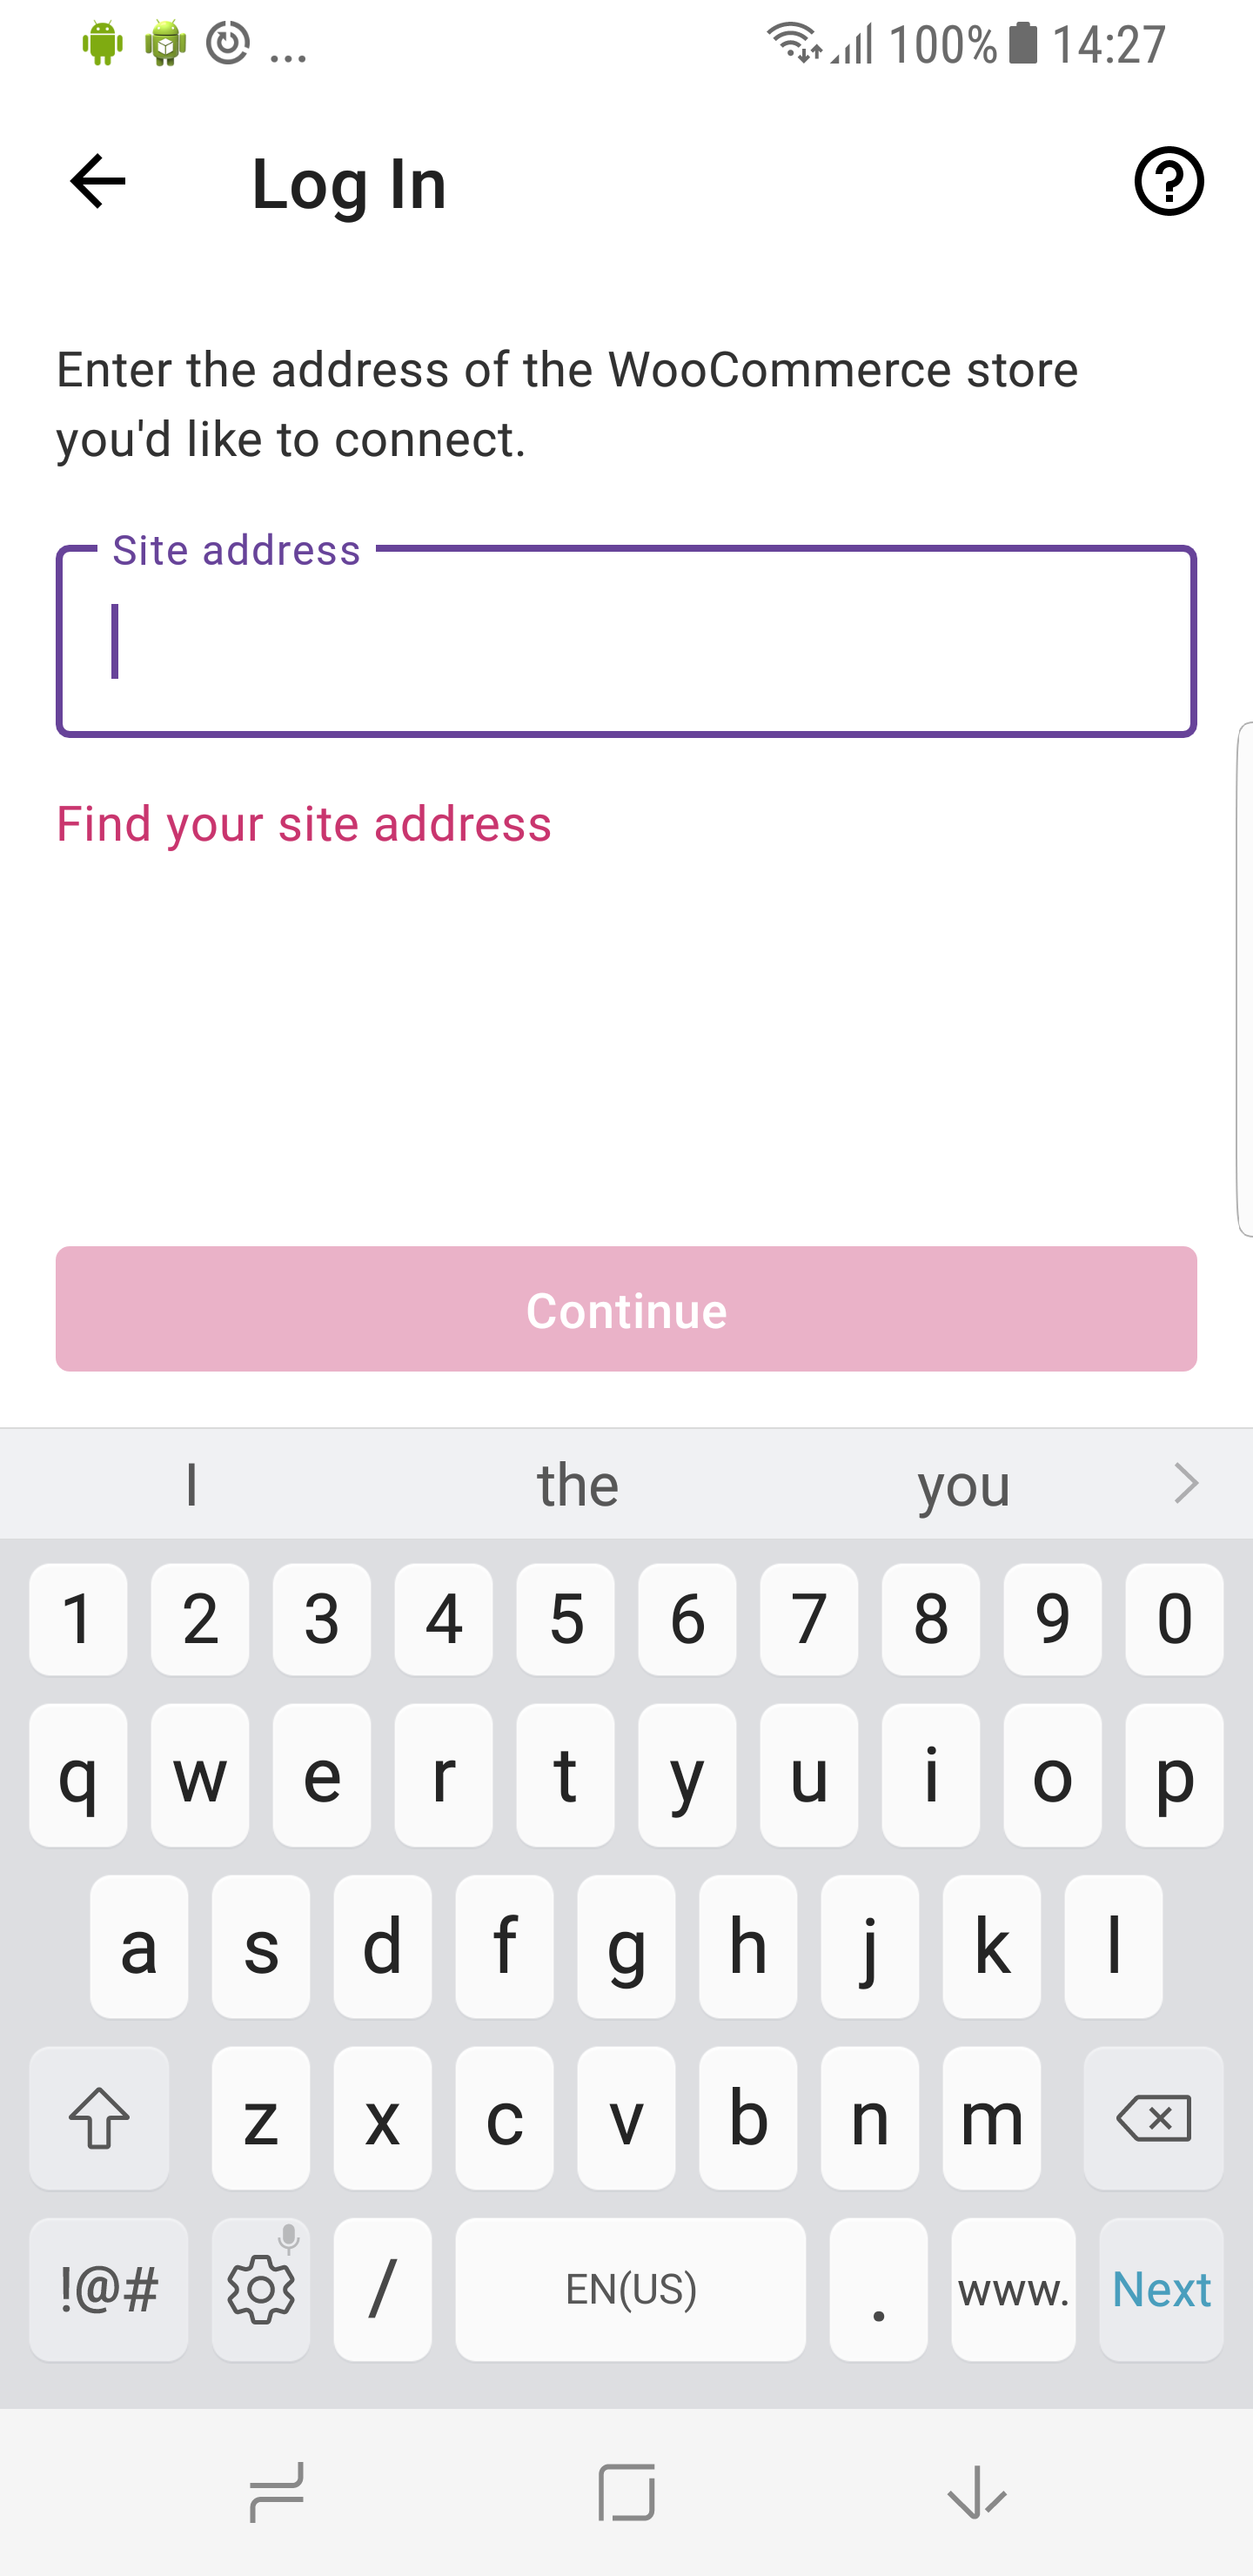 ... 100% 14:27
Log In
Enter the address of the WooCommerce store
you'd like to connect.
Site address
Find your site address
Continue
I the you
1 2 3 4 5 6 7 8 9 0
q w e r t y u i o p
a s d f g h j k l
z x c v b n m
!@# / EN(US) . www. Next